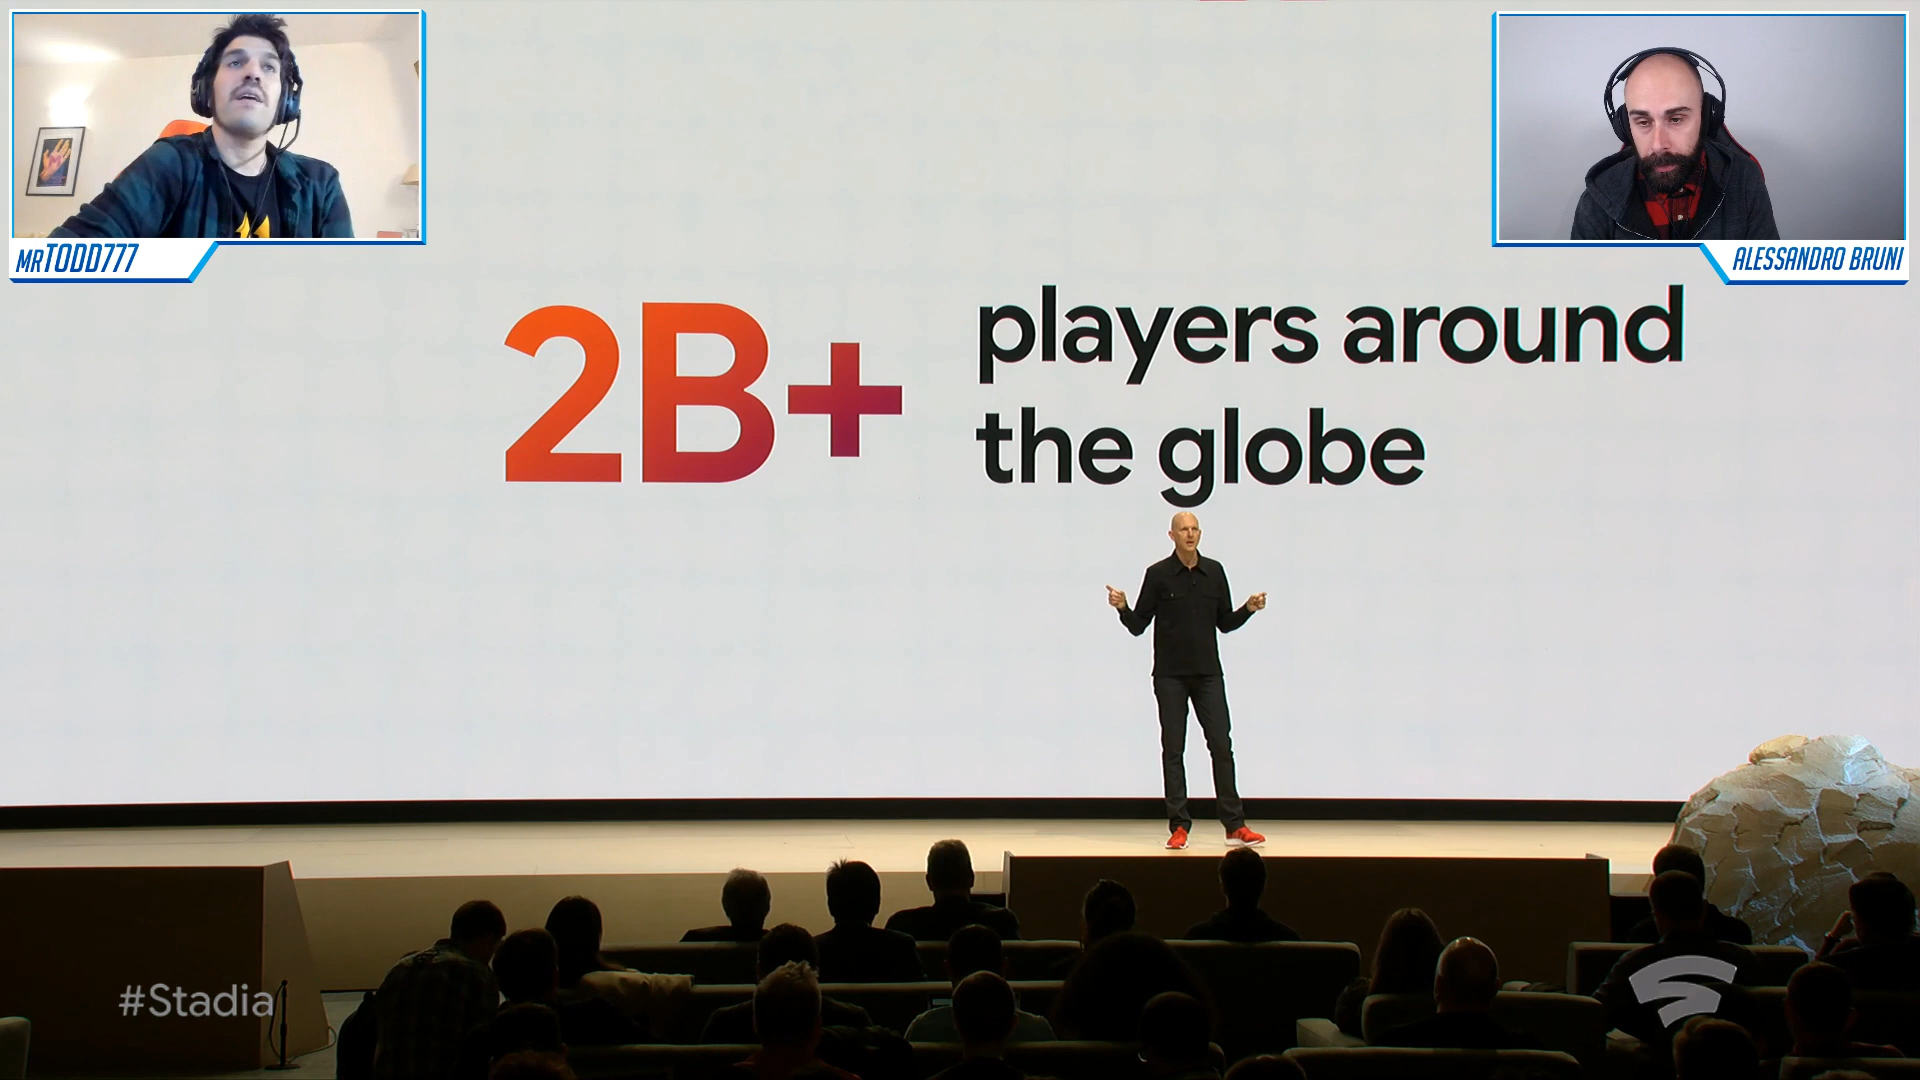 MRTODD777
ALESSANDRO BRUNI
2B+
players around
the globe
#Stadia